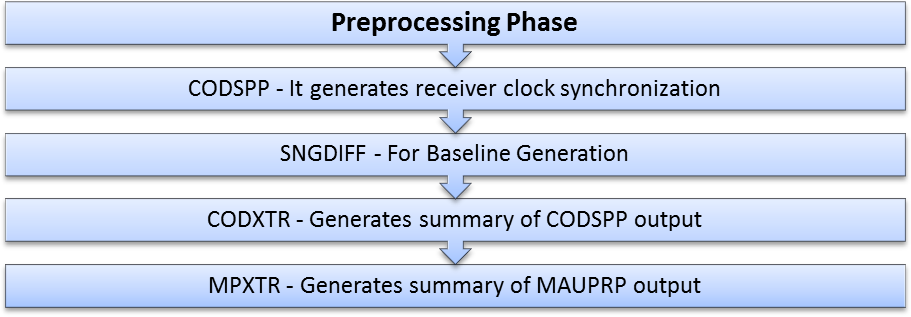 Preprocessing Phase
CODSPP - It generates receiver clock synchronization
SNGDIFF - For Baseline Generation
CODXTR - Generates summary of CODSPP output
MPXTR - Generates summary of MAUPRP output